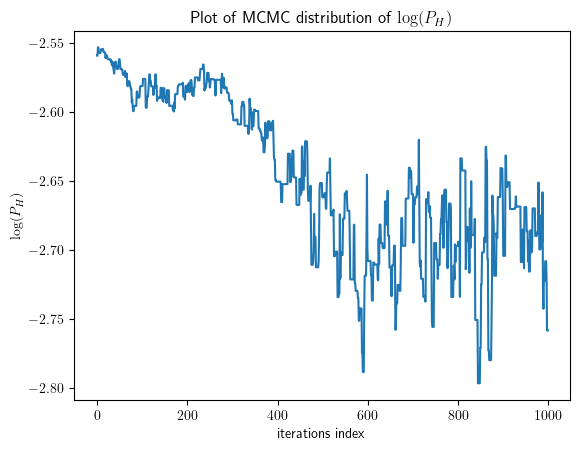 Plot of MCMC distribution of log(P_H)
−2.55
−2.60
−2.65
−2.70
−2.75
−2.80
log(P_H)
0 200 400 600 800 1000
iterations index